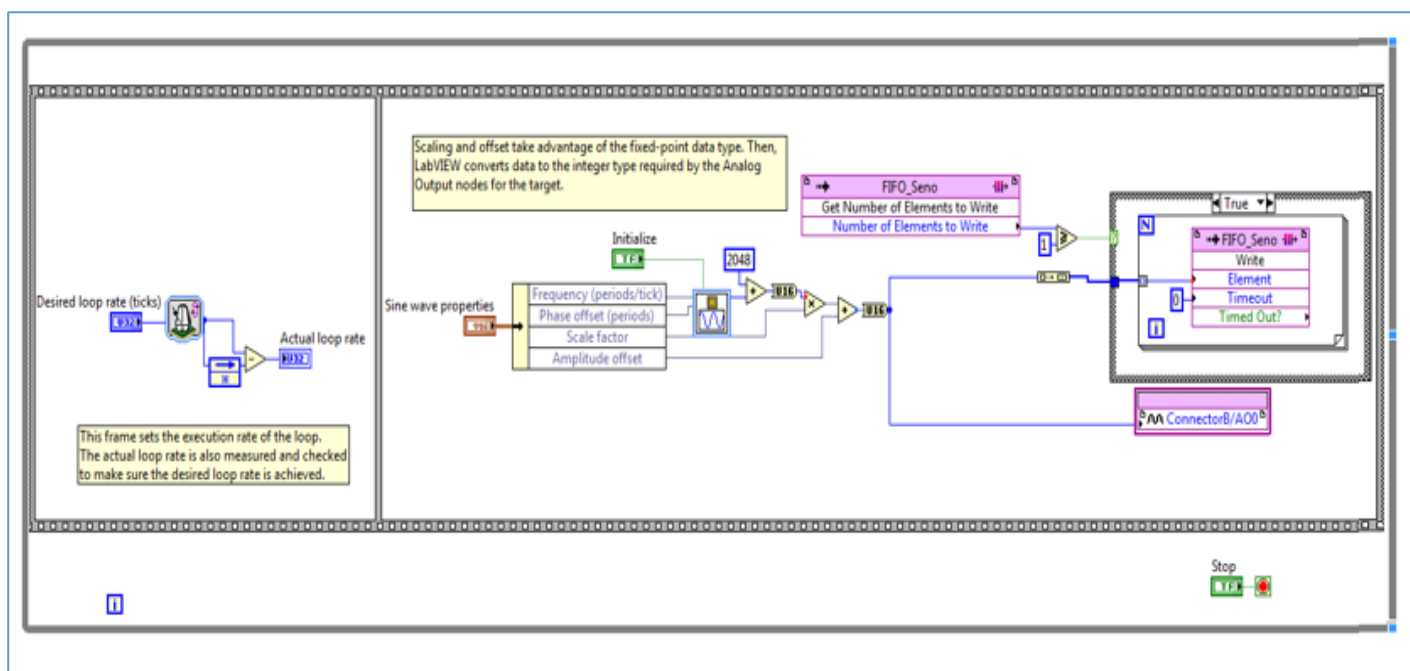 Scaling and offset take advantage of the fixed-point data type. Then,
LabVIEW converts data to the integer type required by the Analog
Output nodes for the target.
FIFO_Seno
Get Number of Elements to Write
Number of Elements to Write
True
1
N
FIFO_Seno
Write
Element
0
Timeout
Timed Out?
i
Initialize
TF
2048
U16
U16
Desired loop rate (ticks)
U32
Actual loop rate
U32
Sine wave properties
Frequency (periods/tick)
Phase offset (periods)
Scale factor
Amplitude offset
ConnectorB/AO0
This frame sets the execution rate of the loop.
The actual loop rate is also measured and checked
to make sure the desired loop rate is achieved.
Stop
TF
i